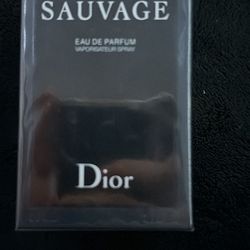 SAUVAGE
EAU DE PARFUM
VAPORISATEUR SPRAY
Dior